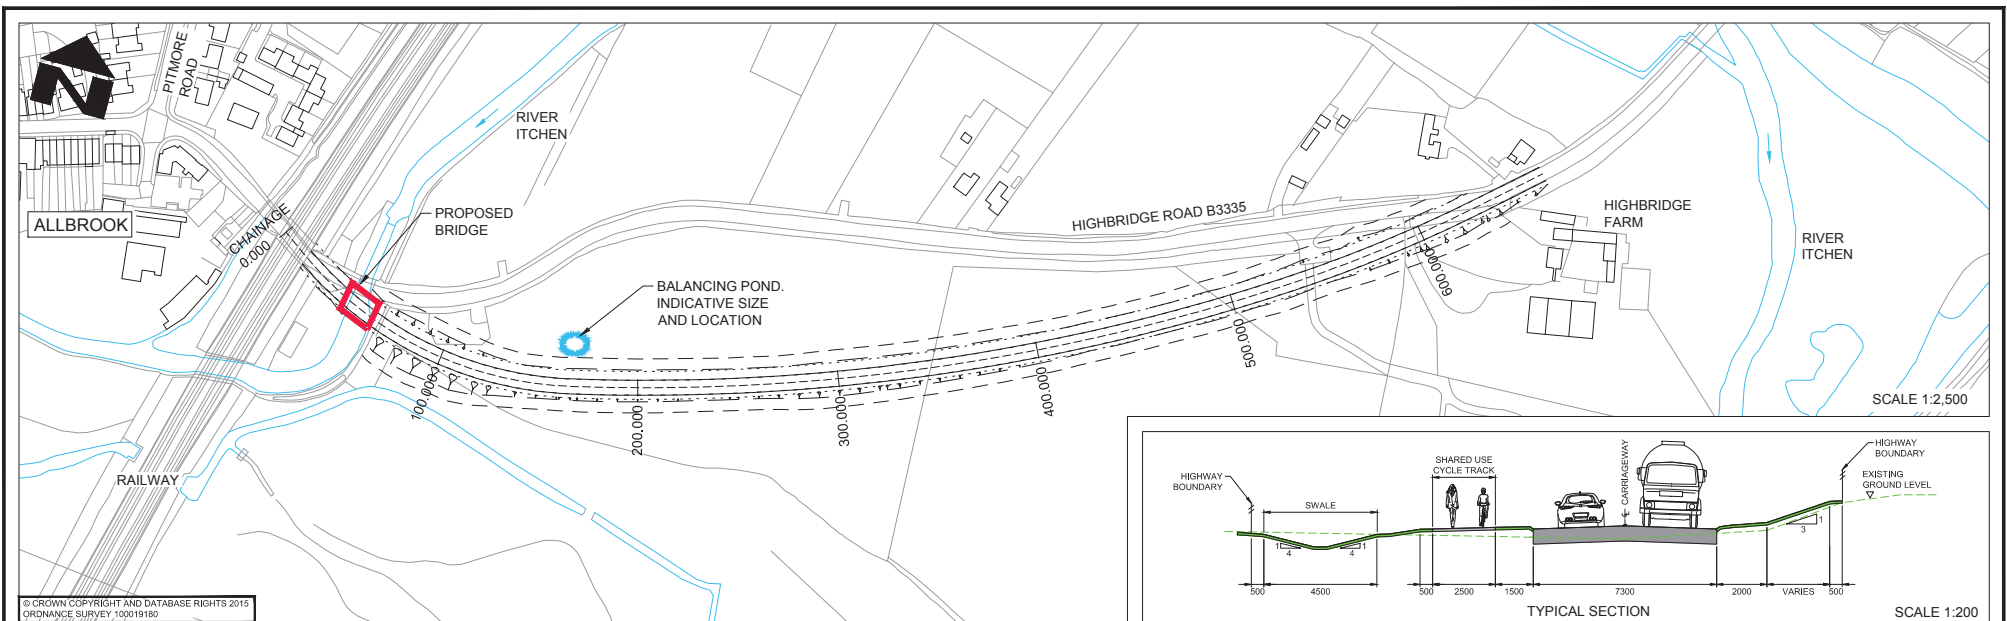 PITMORE
ROAD
RIVER
ITCHEN
ALLBROOK
CHAINAGE
0.000
PROPOSED
BRIDGE
HIGHBRIDGE ROAD B3335
HIGHBRIDGE
FARM
RIVER
ITCHEN
BALANCING POND.
INDICATIVE SIZE
AND LOCATION
100.000
200.000
300.000
400.000
500.000
600.000
RAILWAY
SCALE 1:2,500
© CROWN COPYRIGHT AND DATABASE RIGHTS 2015
ORDNANCE SURVEY 100019180
HIGHWAY
BOUNDARY
SWALE
SHARED USE
CYCLE TRACK
CARRIAGEWAY
HIGHWAY
BOUNDARY
EXISTING
GROUND LEVEL
1
4
1
4
1
3
500
4500
500
2500
1500
7300
2000
VARIES
500
TYPICAL SECTION
SCALE 1:200